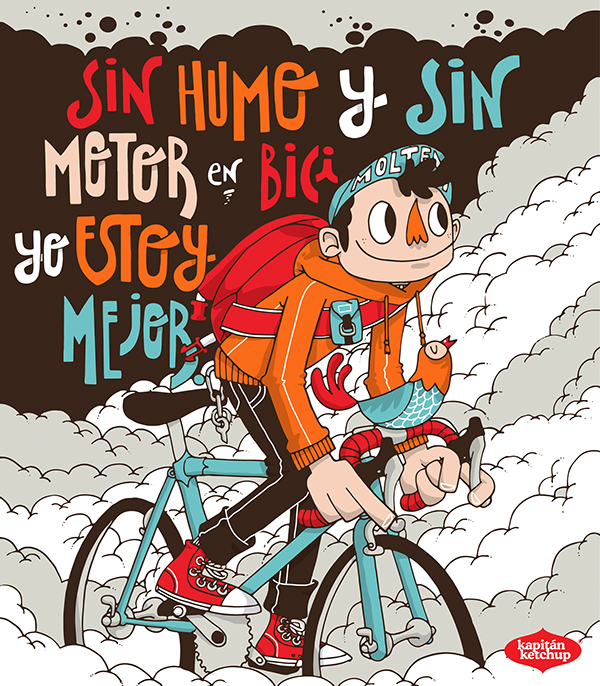 SiN HUMO y SiN
MOTOR eN BiCi
yo ESTOY
MEJOR
MOLTE
kapitán
ketchup